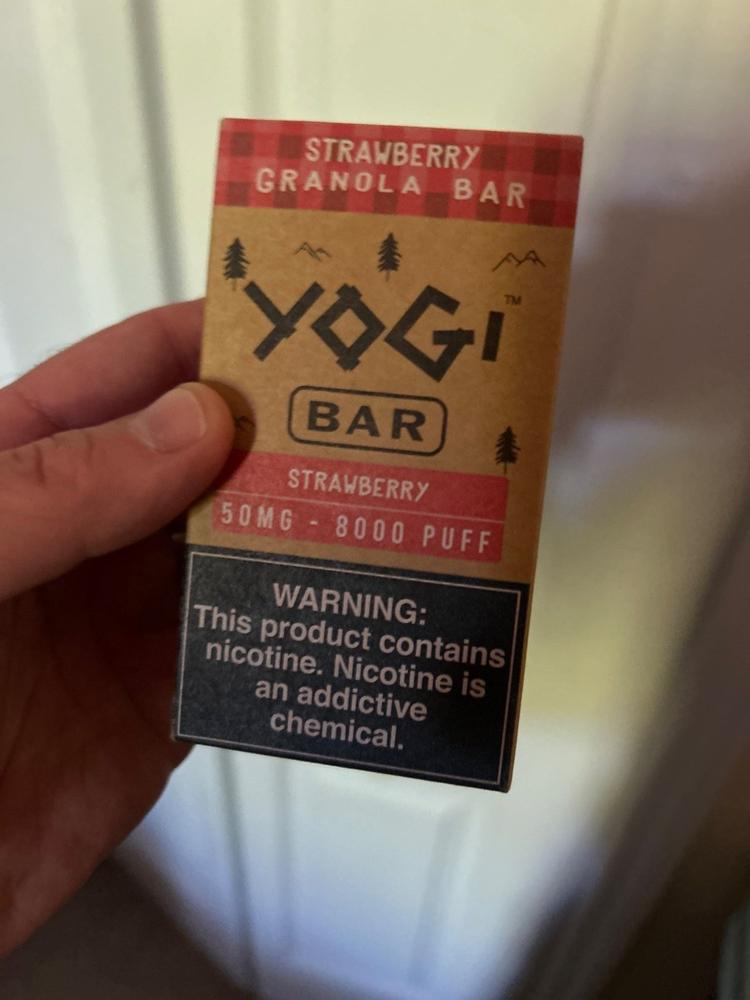 STRAWBERRY
GRANOLA BAR
YOGI™
BAR
STRAWBERRY
50MG - 8000 PUFF
WARNING:
This product contains
nicotine. Nicotine is
an addictive
chemical.